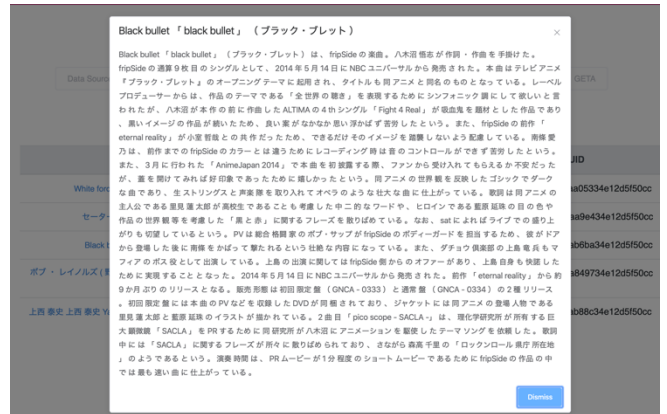 Black bullet 「 black bullet 」 （ ブラック・ブレット ）
×
Black bullet 「 black bullet 」 （ ブラック・ブレット ） は 、 fripSide の 楽曲 。 八木沼 悟志 が 作詞 ・ 作曲 を 手掛け た 。
fripSide の 通算 9 枚 目 の シングル として 、 2014 年 5 月 14 日 に NBC ユニバーサル から 発売 さ れ た 。 本 曲 は テレビ アニメ
『 ブラック ・ ブレット 』 の オープニング テーマ に 起用 さ れ 、 タイトル も 同 アニメ と 同名 の もの と なっ て いる 。 レーベル
プロデューサー から は 、 作品 の テーマ で ある 「 全 世界 の 聴き 」 を 表現 する ため に シンフォニック 調 に し て 欲しい と 言
わ れ た が 、 八木沼 が 本 作 の 前 に 作曲 し た ALTIMA の 4 th シングル 「 Fight 4 Real 」 が 吸血鬼 を 題材 と し た 作品 で あり
、 黒い イメージ の 作品 が 続い た ため 、 良い 案 が なかなか 思い 浮かば ず 苦労 し た という 。 また 、 fripSide の 前作 「
eternal reality 」 が 小室 哲哉 と の 共作 だっ た ため 、 できるだけ その イメージ を 踏襲 し ない よう 配慮 し て いる 。 南條 愛
乃 は 、 前作 まで の fripSide の カラー と は 違う ため に レコーディング 時 は 音 の コントロール が でき ず 苦労 し た という 。
また 、 3 月 に 行わ れ た 「 AnimeJapan 2014 」 で 本 曲 を 初 披露 する 際 、 ファン から 受け入れ て もらえる か 不安 だっ た
が 、 蓋 を 開け て みれ ば 好 印象 で あっ た ため に 嬉しかっ た という 。 同 アニメ の 世界 観 を 反映 し た ゴシック で ダーク
な 曲 で あり 、 生 ストリングス と 声楽 隊 を 取り入れ て オペラ の よう な 壮大 な 曲 に 仕上がっ て いる 。 歌詞 は 同 アニメ の
主人公 で ある 里見 蓮 太郎 が 高校生 で ある こと も 考慮 し た 中 二 的 な ワード や 、 ヒロイン で ある 藍原 延珠 の 目 の 色 や
作品 の 世界 観 等 を 考慮 し た 「 黒 と 赤 」 に関する フレーズ を 散りばめ て いる 。 なお 、 sat に よれ ば ライブ で の 盛り上
がり も 切望 し て いる という 。 PV は 総合 格闘 家 の ボブ ・ サップ が fripSide の ボディーガード を 担当 する ため 、 彼 が ドア
から 登場 し た 後 に 南條 を かばっ て 撃た れる という 壮絶 な 内容 に なっ て いる 。 また 、 ダチョウ 倶楽部 の 上島 竜 兵 も マ
フィア の ボス 役 として 出演 し て いる 。 上島 の 出演 に関して は fripSide 側 から の オファー が あり 、 上島 自身 も 快諾 し た
ため に 実現 する こと と なっ た 。 2014 年 5 月 14 日 に NBC ユニバーサル から 発売 さ れ た 。 前作 「 eternal reality 」 から 約
9 か月 ぶり の リリース と なる 。 販売 形態 は 初回 限定 盤 （ GNCA - 0333 ） と 通常 盤 （ GNCA - 0334 ） の 2 種 リリース
。 初回 限定 盤 に は 本 曲 の PV など を 収録 し た DVD が 同 梱 さ れ て おり 、 ジャケット に は 同 アニメ の 登場 人物 で ある
里見 蓮 太郎 と 藍原 延珠 の イラスト が 描か れ て いる 。 2 曲 目 「 pico scope - SACLA - 」 は 、 理化学研究所 が 所有 する 巨
大 顕微鏡 「 SACLA 」 を PR する ため に 同 研究所 が 八木沼 に アニメーション を 駆使 し た テーマ ソング を 依頼 し た 。 歌詞
中 に は 「 SACLA 」 に関する フレーズ が 所々 に 散りばめ られ て おり 、 さながら 森高 千里 の 「 ロックンロール 県庁 所在地
」 の よう で ある という 。 演奏 時間 は 、 PR ムービー が 1 分 程度 の ショート ムービー で ある ため に fripSide の 作品 の 中
で は 最も 速い 曲 に 仕上がっ て いる 。
Dismiss
Data Sourc
GETA
UID
White forc
aa05334e12d5f50cc
セーター
aa9e434e12d5f50cc
Black b
ab6ba34e12d5f50cc
ボブ ・ レイノルズ ( 野
a849734e12d5f50cc
上西 泰史 上西 泰史 Ya
ab88c34e12d5f50cc